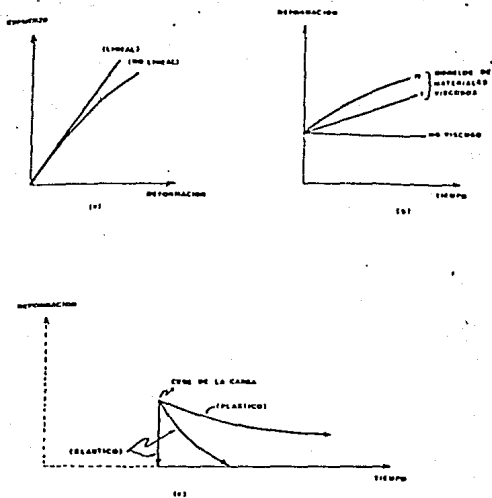 ESFUERZO
(LINEAL)
(NO LINEAL)
DEFORMACION
(a)
DEFORMACION
MODELOS DE
MATERIALES
VISCOSOS
NO VISCOSO
TIEMPO
(b)
DEFORMACION
CESE DE LA CARGA
(PLASTICO)
(ELASTICO)
TIEMPO
(c)